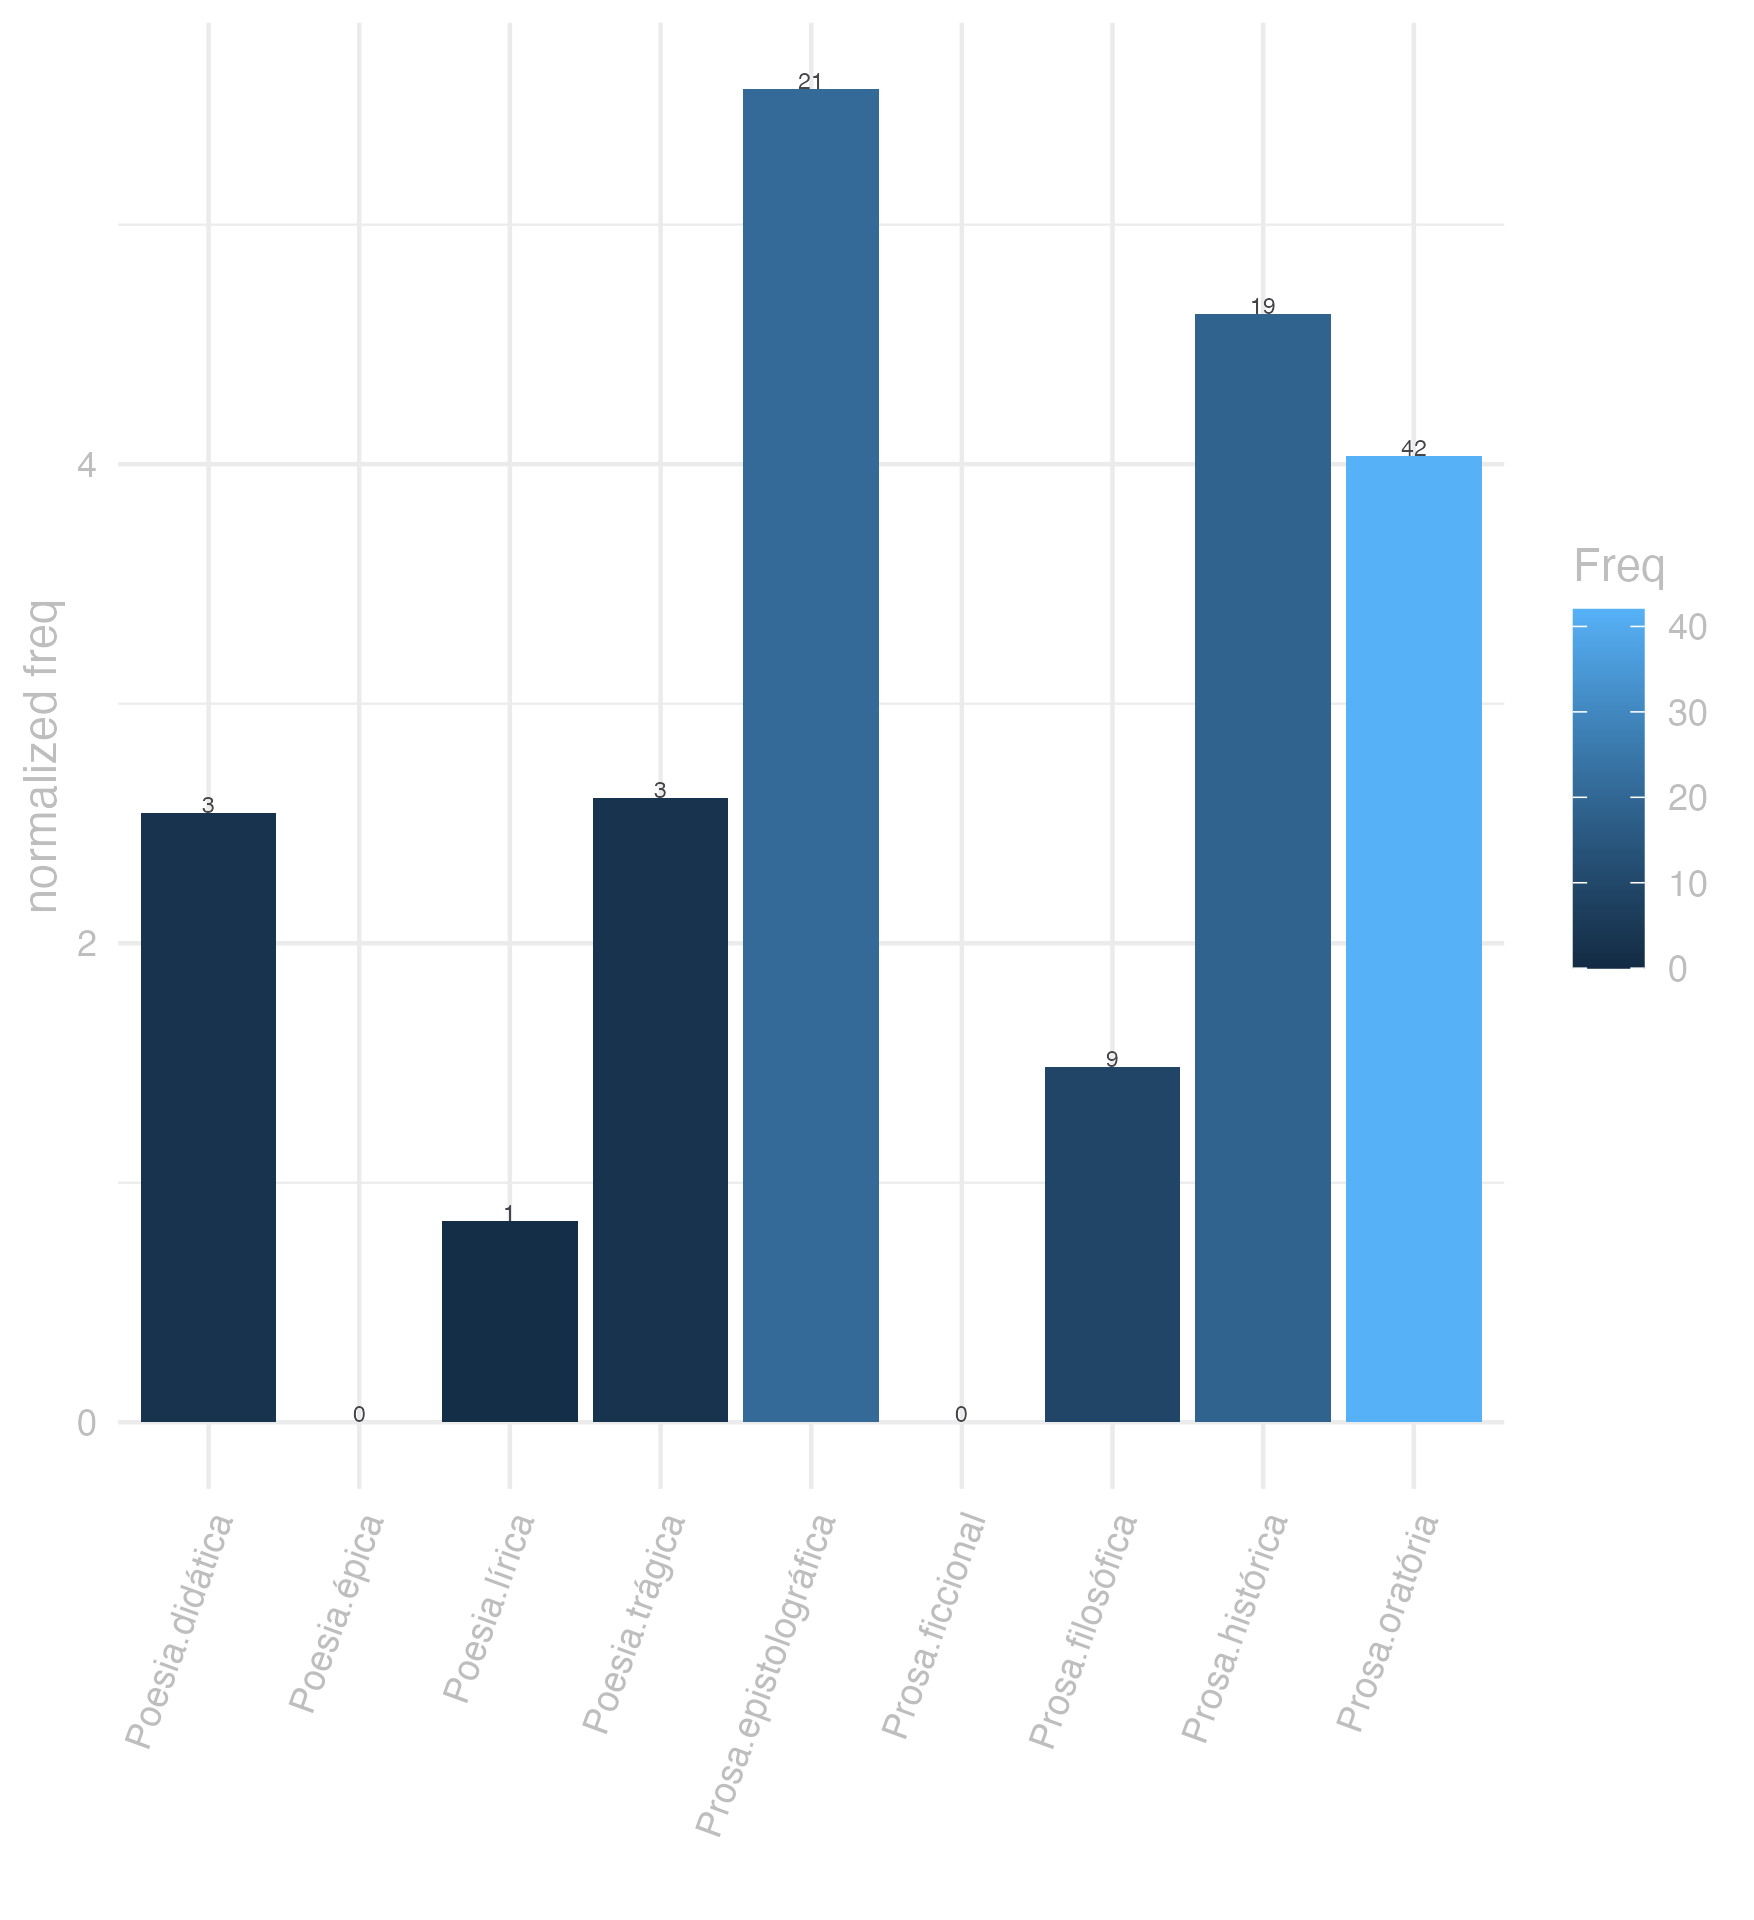 21
19
42
3
3
9
1
0
0
4
2
0
normalized freq
Freq
40
30
20
10
0
Poesia.didática
Poesia.épica
Poesia.lírica
Poesia.trágica
Prosa.epistolográfica
Prosa.ficcional
Prosa.filosófica
Prosa.histórica
Prosa.oratória